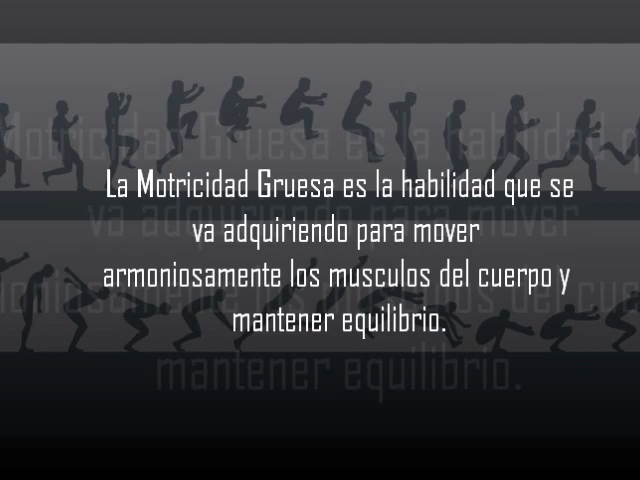 La Motricidad Gruesa es la habilidad que se
va adquiriendo para mover
armoniosamente los musculos del cuerpo y
mantener equilibrio.